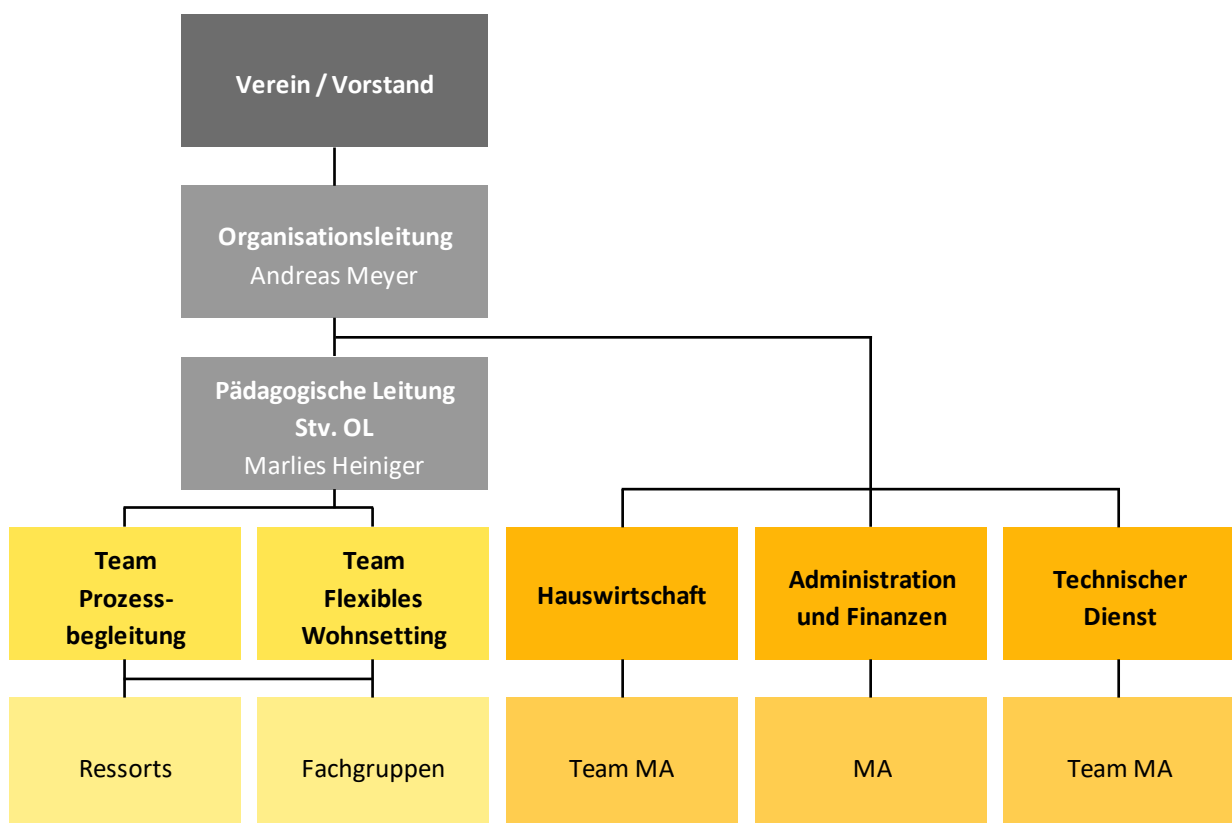 Verein / Vorstand
Organisationsleitung
Andreas Meyer
Pädagogische Leitung
Stv. OL
Marlies Heiniger
Team
Prozess-
begleitung
Team
Flexibles
Wohnsetting
Hauswirtschaft
Administration
und Finanzen
Technischer
Dienst
Ressorts
Fachgruppen
Team MA
MA
Team MA